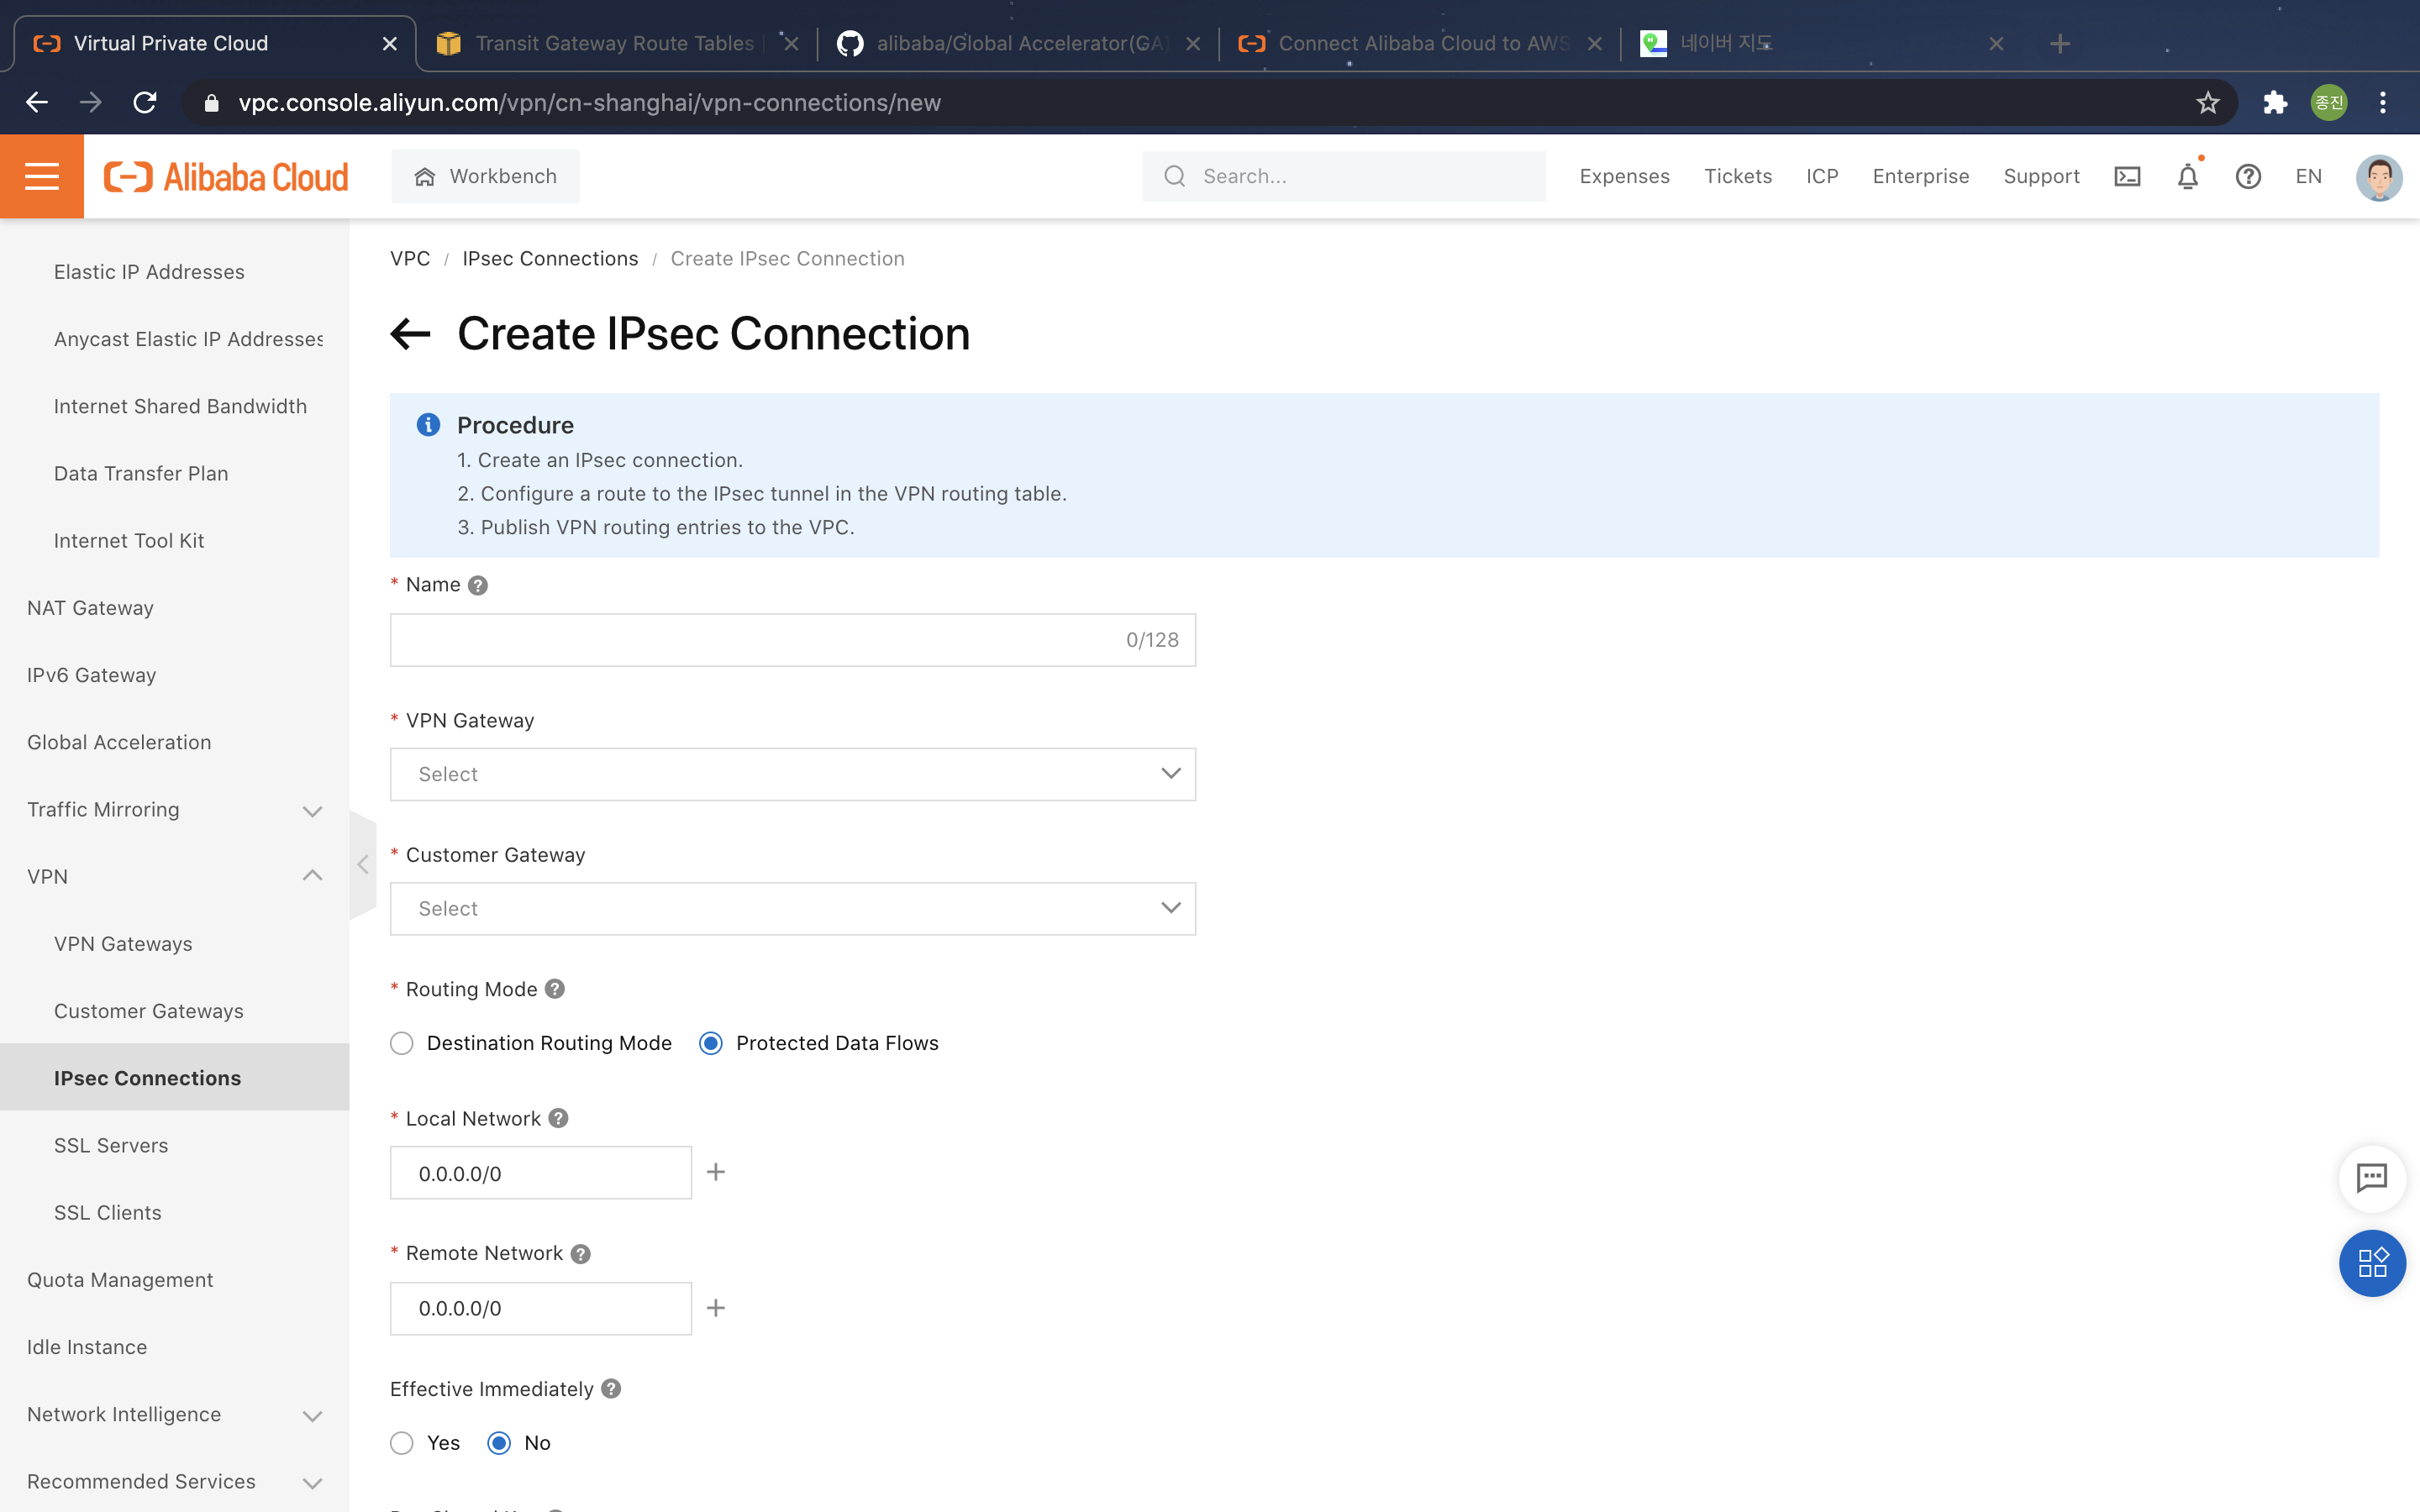 Virtual Private Cloud
Transit Gateway Route Tables
alibaba/Global Accelerator(GA)
Connect Alibaba Cloud to AWS
네이버 지도
vpc.console.aliyun.com/vpn/cn-shanghai/vpn-connections/new
종진
Alibaba Cloud
Workbench
Search...
Expenses
Tickets
ICP
Enterprise
Support
EN
Elastic IP Addresses
Anycast Elastic IP Addresses
Internet Shared Bandwidth
Data Transfer Plan
Internet Tool Kit
NAT Gateway
IPv6 Gateway
Global Acceleration
Traffic Mirroring
VPN
VPN Gateways
Customer Gateways
IPsec Connections
SSL Servers
SSL Clients
Quota Management
Idle Instance
Network Intelligence
Recommended Services
VPC / IPsec Connections / Create IPsec Connection
Create IPsec Connection
Procedure
1. Create an IPsec connection.
2. Configure a route to the IPsec tunnel in the VPN routing table.
3. Publish VPN routing entries to the VPC.
* Name
0/128
* VPN Gateway
Select
* Customer Gateway
Select
* Routing Mode
Destination Routing Mode
Protected Data Flows
* Local Network
0.0.0.0/0
* Remote Network
0.0.0.0/0
Effective Immediately
Yes
No